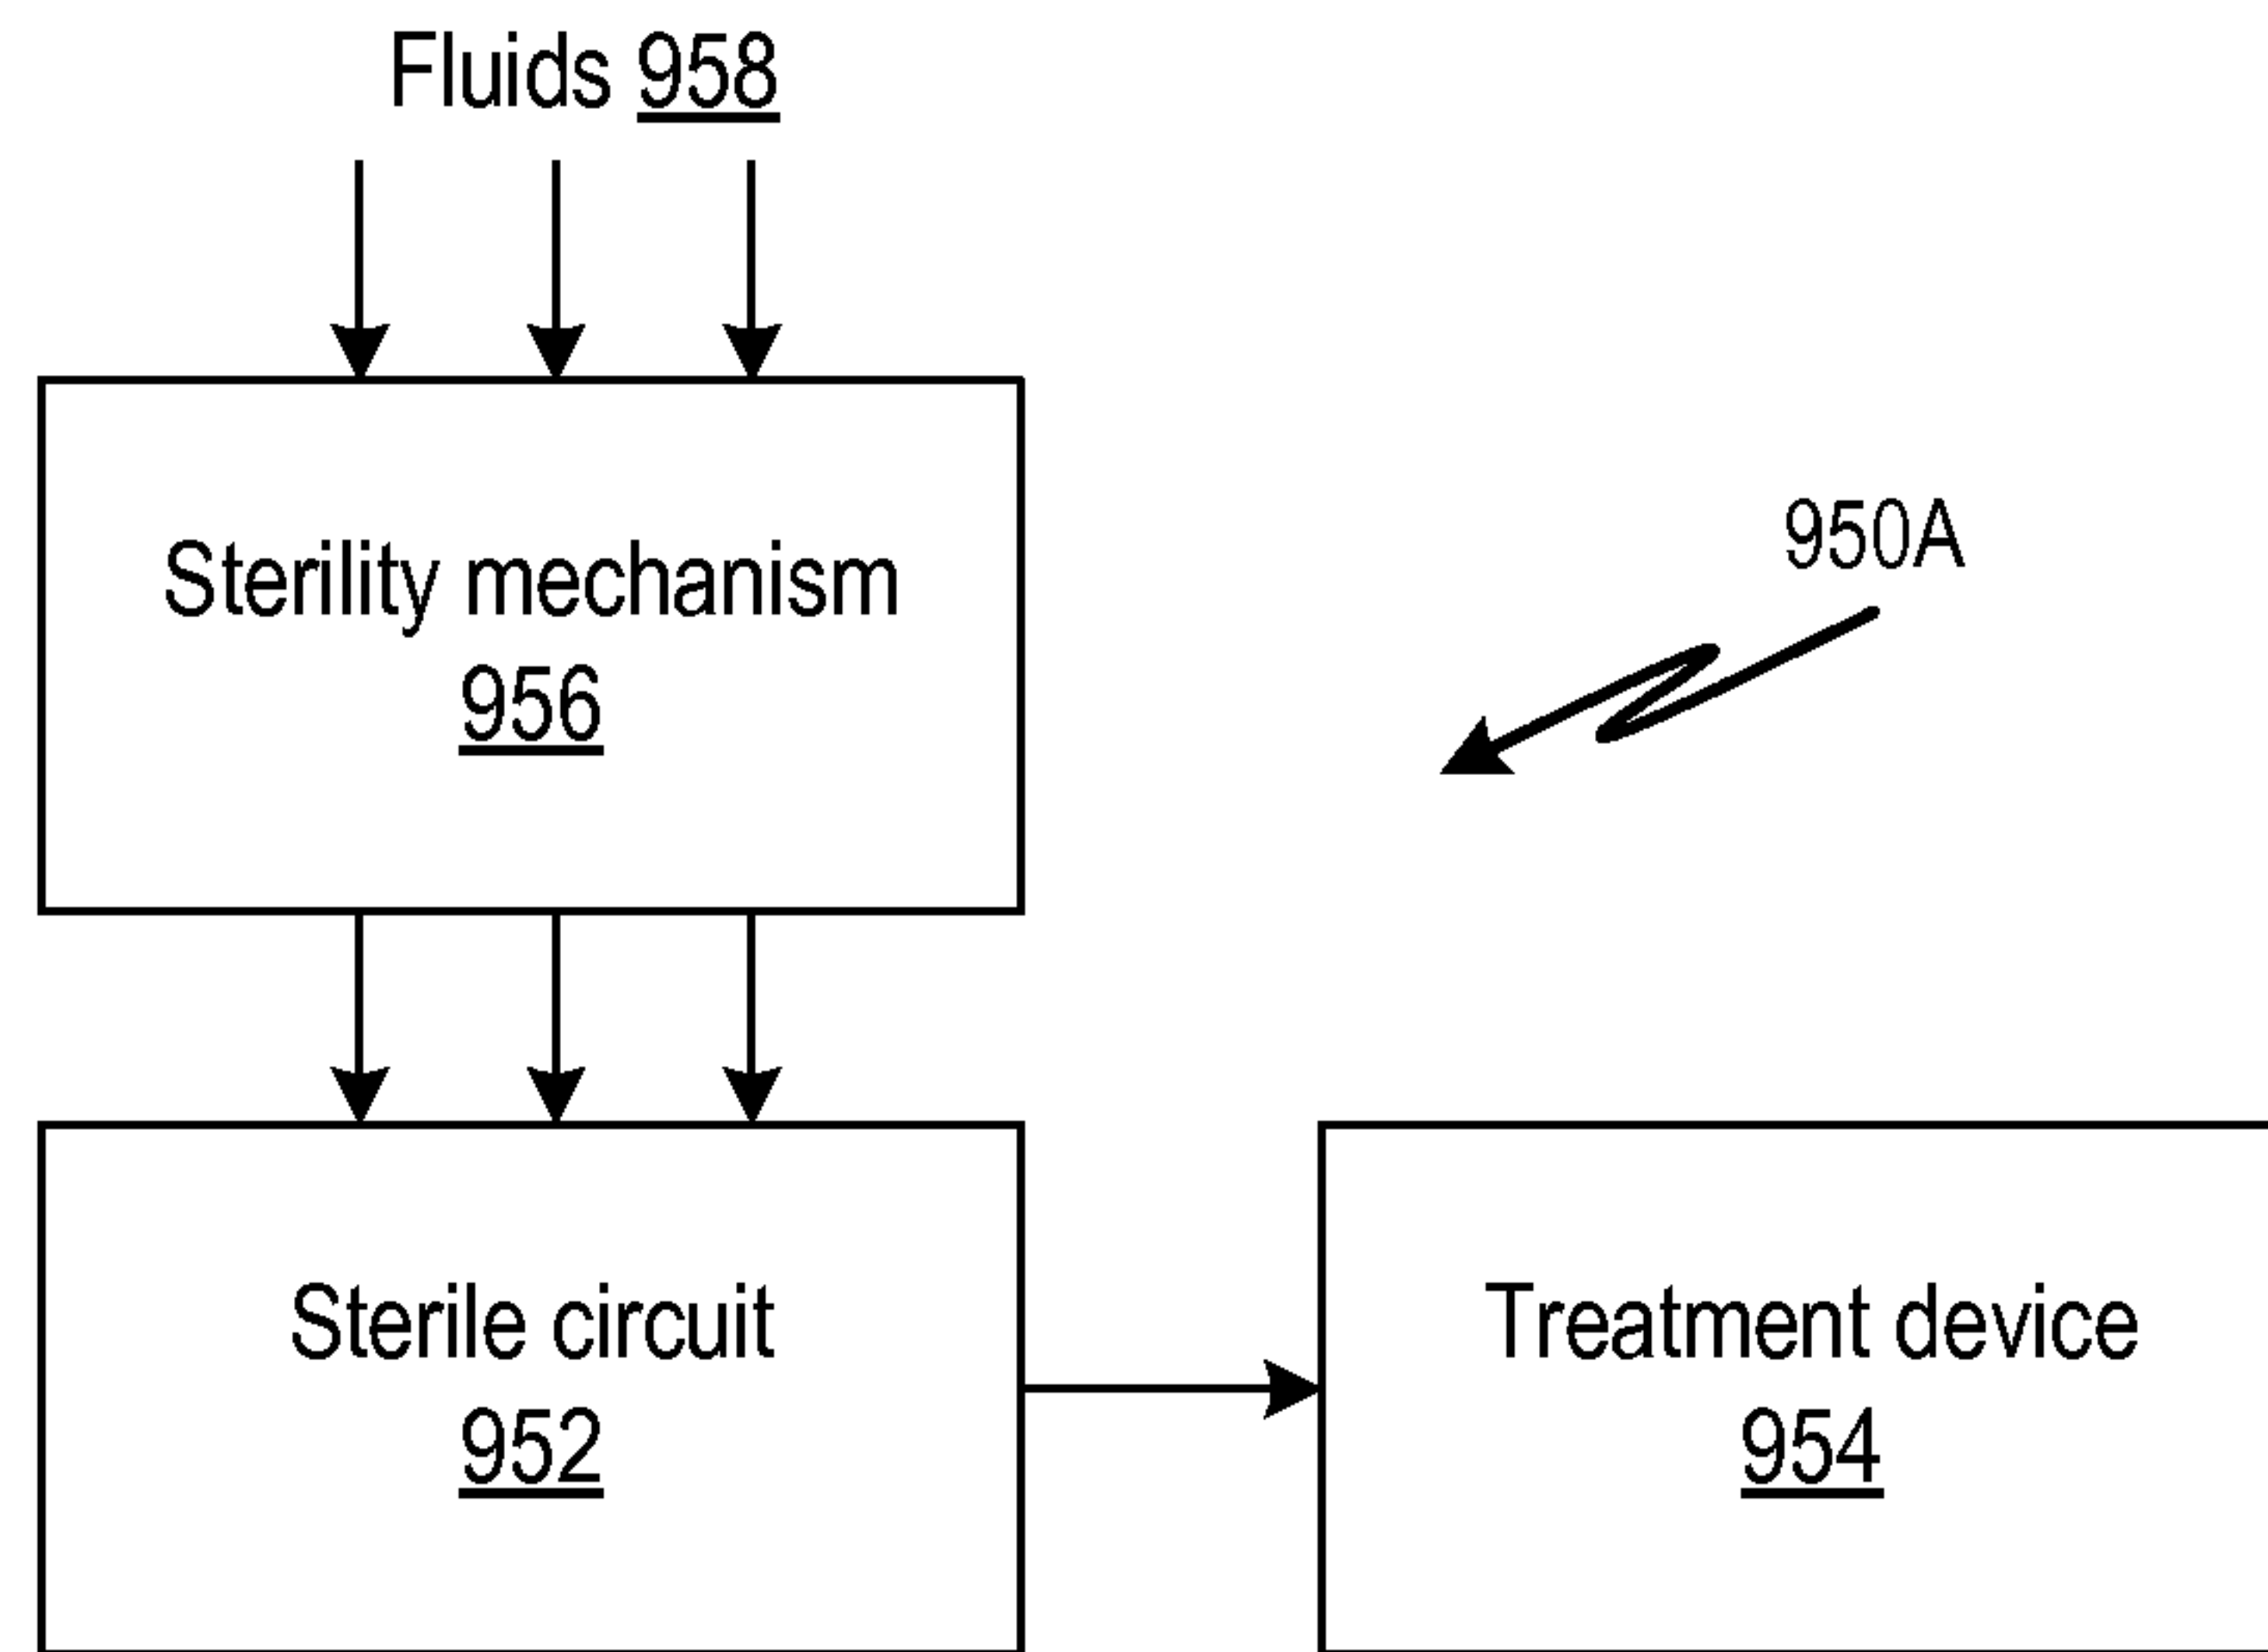 Fluids 958
Sterility mechanism
956
950A
Sterile circuit
952
Treatment device
954